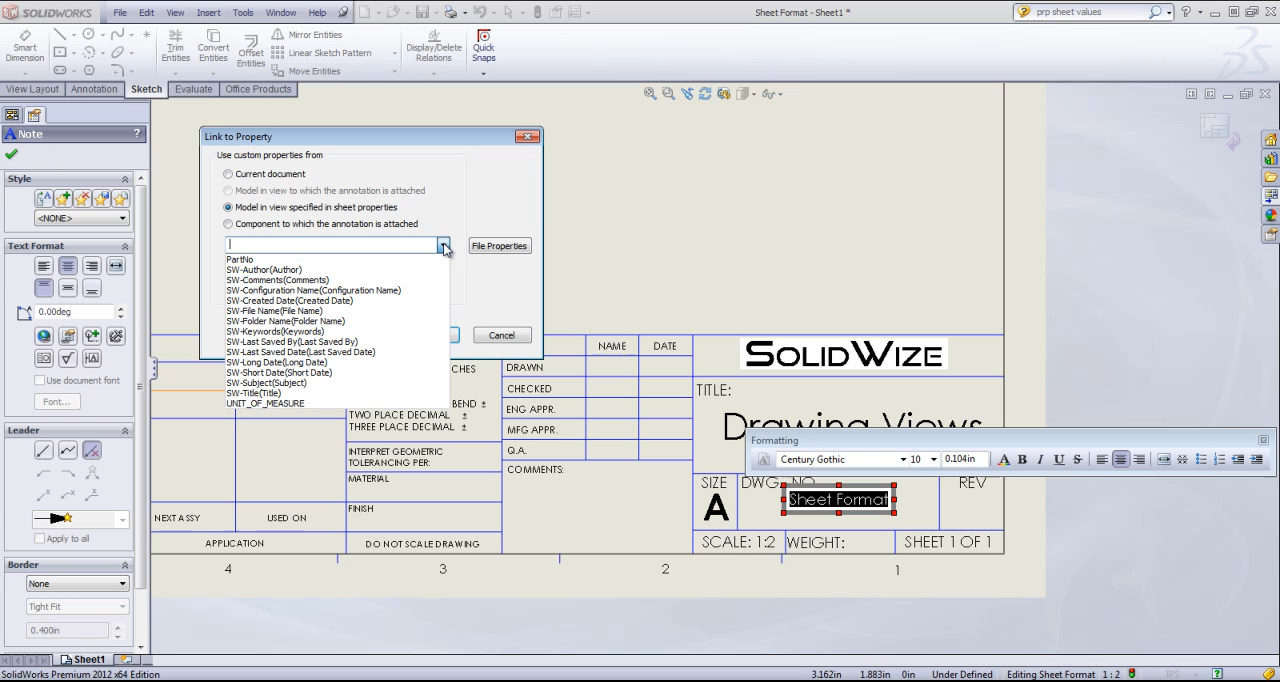 SOLIDWORKS File Edit View Insert Tools Window Help
Sheet Format - Sheet1 *
prp sheet values
Smart Dimension
Trim Entities
Convert Entities
Offset Entities
Mirror Entities
Linear Sketch Pattern
Move Entities
Display/Delete Relations
Quick Snaps
View Layout Annotation Sketch Evaluate Office Products
Note ?
Style
<NONE>
Text Format
0.00deg
Use document font
Font...
Leader
Apply to all
Border
None
Tight Fit
0.400in
Link to Property
Use custom properties from
Current document
Model in view to which the annotation is attached
Model in view specified in sheet properties
Component to which the annotation is attached
File Properties
PartNo
SW-Author(Author)
SW-Comments(Comments)
SW-Configuration Name(Configuration Name)
SW-Created Date(Created Date)
SW-File Name(File Name)
SW-Folder Name(Folder Name)
SW-Keywords(Keywords)
SW-Last Saved By(Last Saved By)
SW-Last Saved Date(Last Saved Date)
SW-Long Date(Long Date)
SW-Short Date(Short Date)
SW-Subject(Subject)
SW-Title(Title)
UNIT_OF_MEASURE
Cancel
CHES
BEND ±
TWO PLACE DECIMAL ±
THREE PLACE DECIMAL ±
INTERPRET GEOMETRIC
TOLERANCING PER:
MATERIAL
FINISH
NEXT ASSY USED ON
APPLICATION
DO NOT SCALE DRAWING
NAME DATE
DRAWN
CHECKED
ENG APPR.
MFG APPR.
Q.A.
COMMENTS:
SOLIDWIZE
TITLE:
Drawing Views
Formatting
Century Gothic 10 0.104in A B I U S
SIZE DWG. NO. REV
A
Sheet Format
SCALE: 1:2 WEIGHT: SHEET 1 OF 1
4 3 2 1
Sheet1
SolidWorks Premium 2012 x64 Edition
3.162in 1.883in 0in Under Defined Editing Sheet Format 1 : 2 IPS